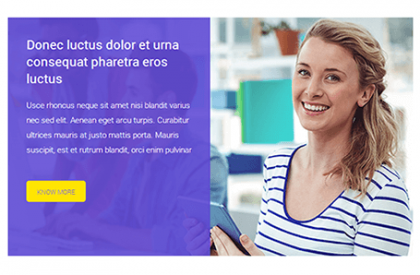 Donec luctus dolor et urna
consequat pharetra eros
luctus
Usce rhoncus neque sit amet nisi blandit varius
nec sed elit. Aenean eget arcu turpis. Curabitur
ultrices mauris at justo mattis porta. Mauris
suscipit, est et rutrum blandit, orci enim pulvinar
KNOW MORE